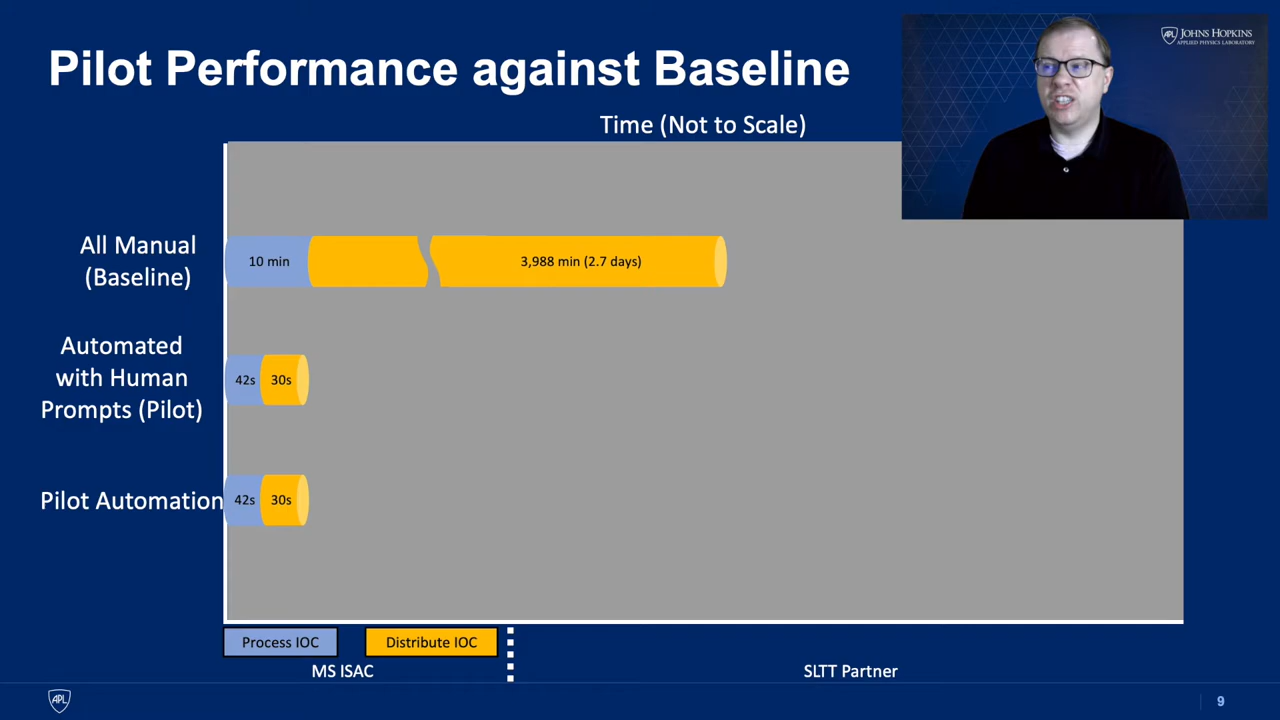 Pilot Performance against Baseline
JOHNS HOPKINS
APPLIED PHYSICS LABORATORY
Time (Not to Scale)
All Manual
(Baseline)
10 min
3,988 min (2.7 days)
Automated
with Human
Prompts (Pilot)
42s
30s
Pilot Automation
42s
30s
Process IOC
Distribute IOC
MS ISAC
SLTT Partner
APL
9